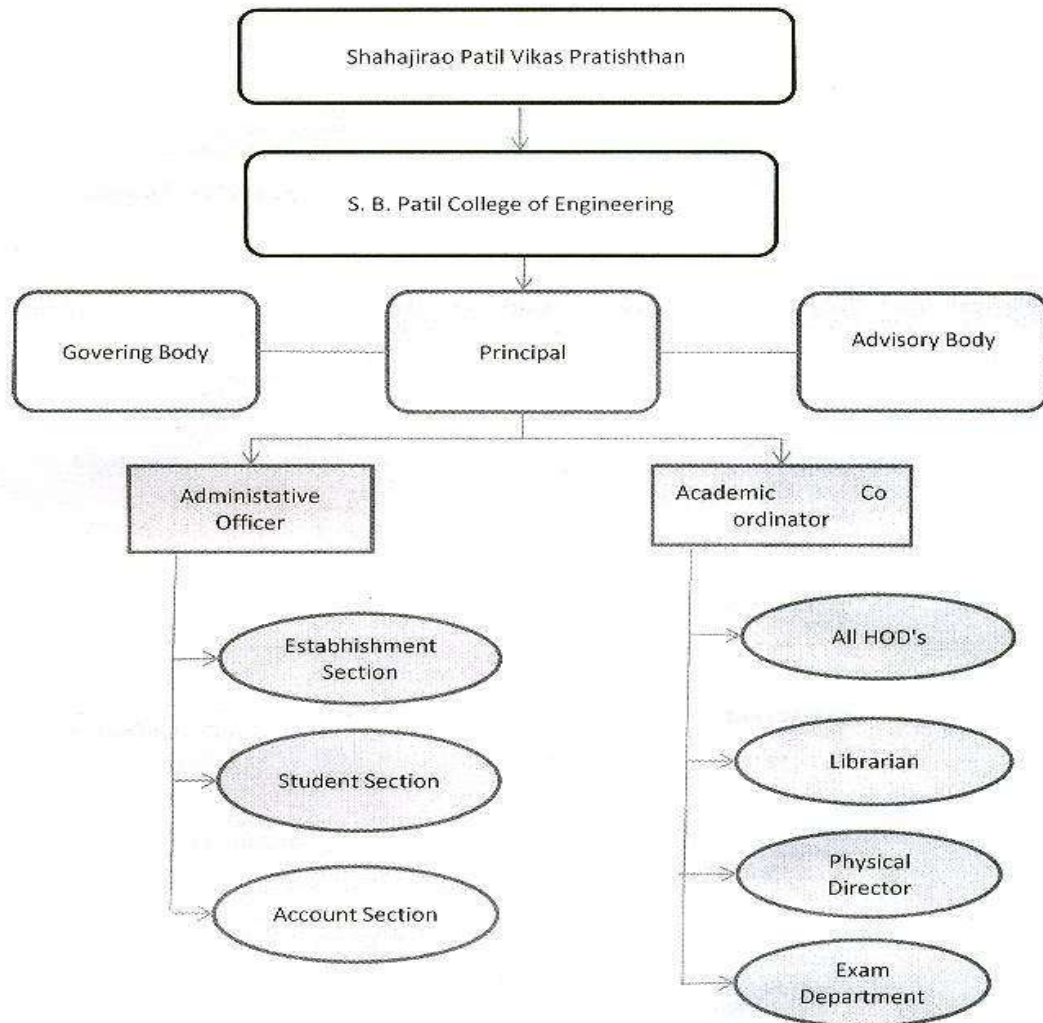 Shahajirao Patil Vikas Pratishthan
S. B. Patil College of Engineering
Govering Body
Principal
Advisory Body
Administative
Officer
Academic Co
ordinator
Estabhishment
Section
Student Section
Account Section
All HOD's
Librarian
Physical
Director
Exam
Department